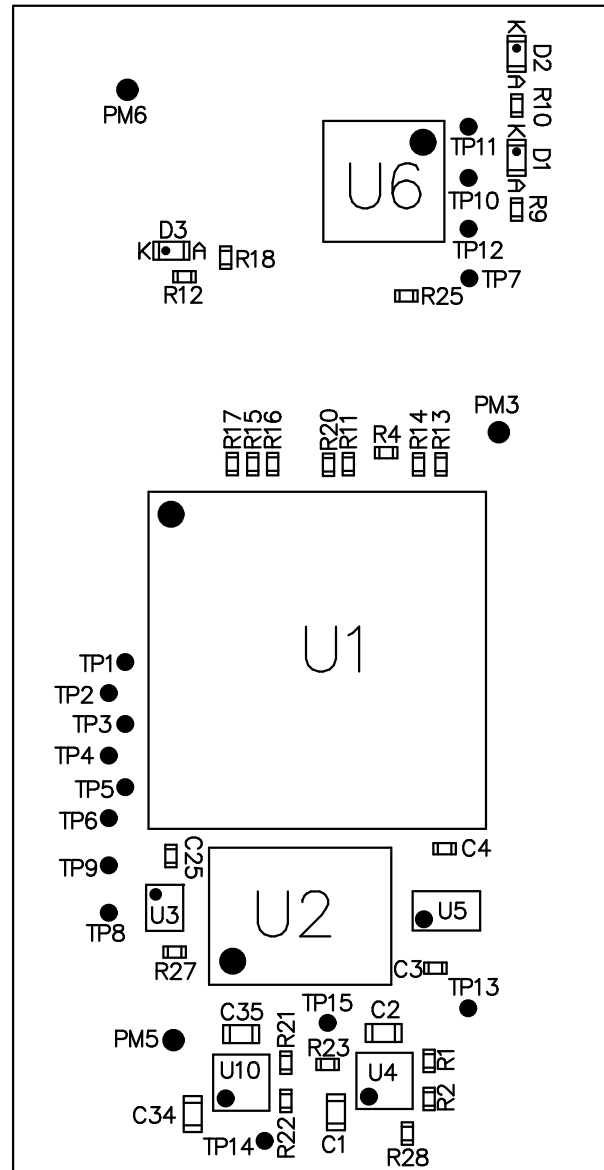 K
D2
A
R10
PM6
K
D1
TP11
U6
TP10
A
R9
TP12
D3
K
A
R18
R12
TP7
R25
PM3
R17
R15
R16
R20
R11
R4
R14
R13
U1
TP1
TP2
TP3
TP4
TP5
TP6
C25
C4
TP9
U3
U2
U5
TP8
R27
C3
TP13
TP15
C35
C2
R21
PM5
R23
R1
U10
U4
R2
C34
R22
C1
TP14
R28